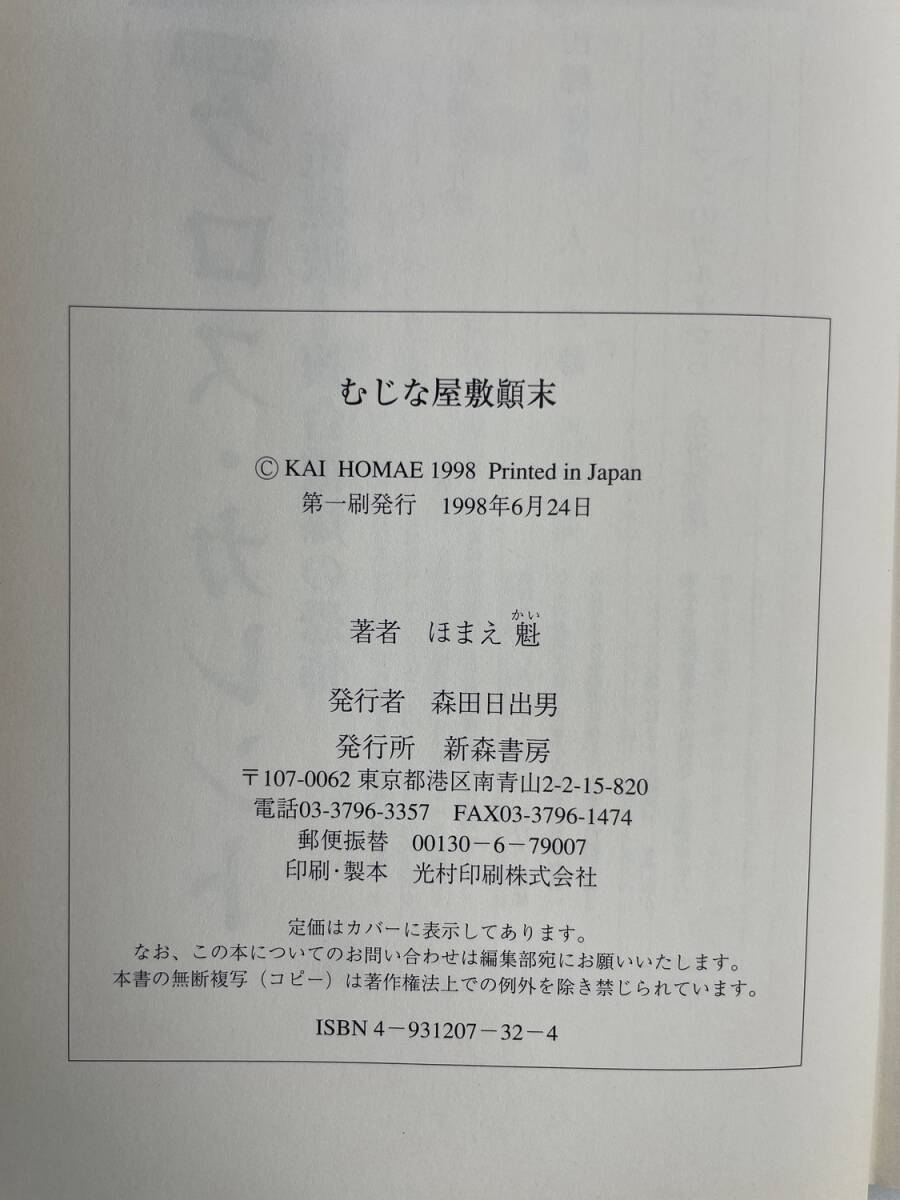 むじな屋敷顚末
© KAI HOMAE 1998 Printed in Japan
第一刷発行 1998年6月24日
著者 ほまえ魁
かい
発行者 森田日出男
発行所 新森書房
〒107-0062 東京都港区南青山2-2-15-820
電話03-3796-3357 FAX03-3796-1474
郵便振替 00130-6-79007
印刷・製本 光村印刷株式会社
定価はカバーに表示してあります。
なお、この本についてのお問い合わせは編集部宛にお願いいたします。
本書の無断複写（コピー）は著作権法上での例外を除き禁じられています。
ISBN 4-931207-32-4
クロス・カレント